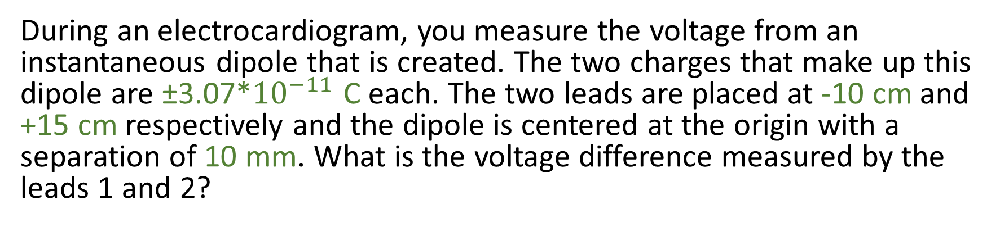 During an electrocardiogram, you measure the voltage from an
instantaneous dipole that is created. The two charges that make up this
dipole are ±3.07*10⁻¹¹ C each. The two leads are placed at -10 cm and
+15 cm respectively and the dipole is centered at the origin with a
separation of 10 mm. What is the voltage difference measured by the
leads 1 and 2?